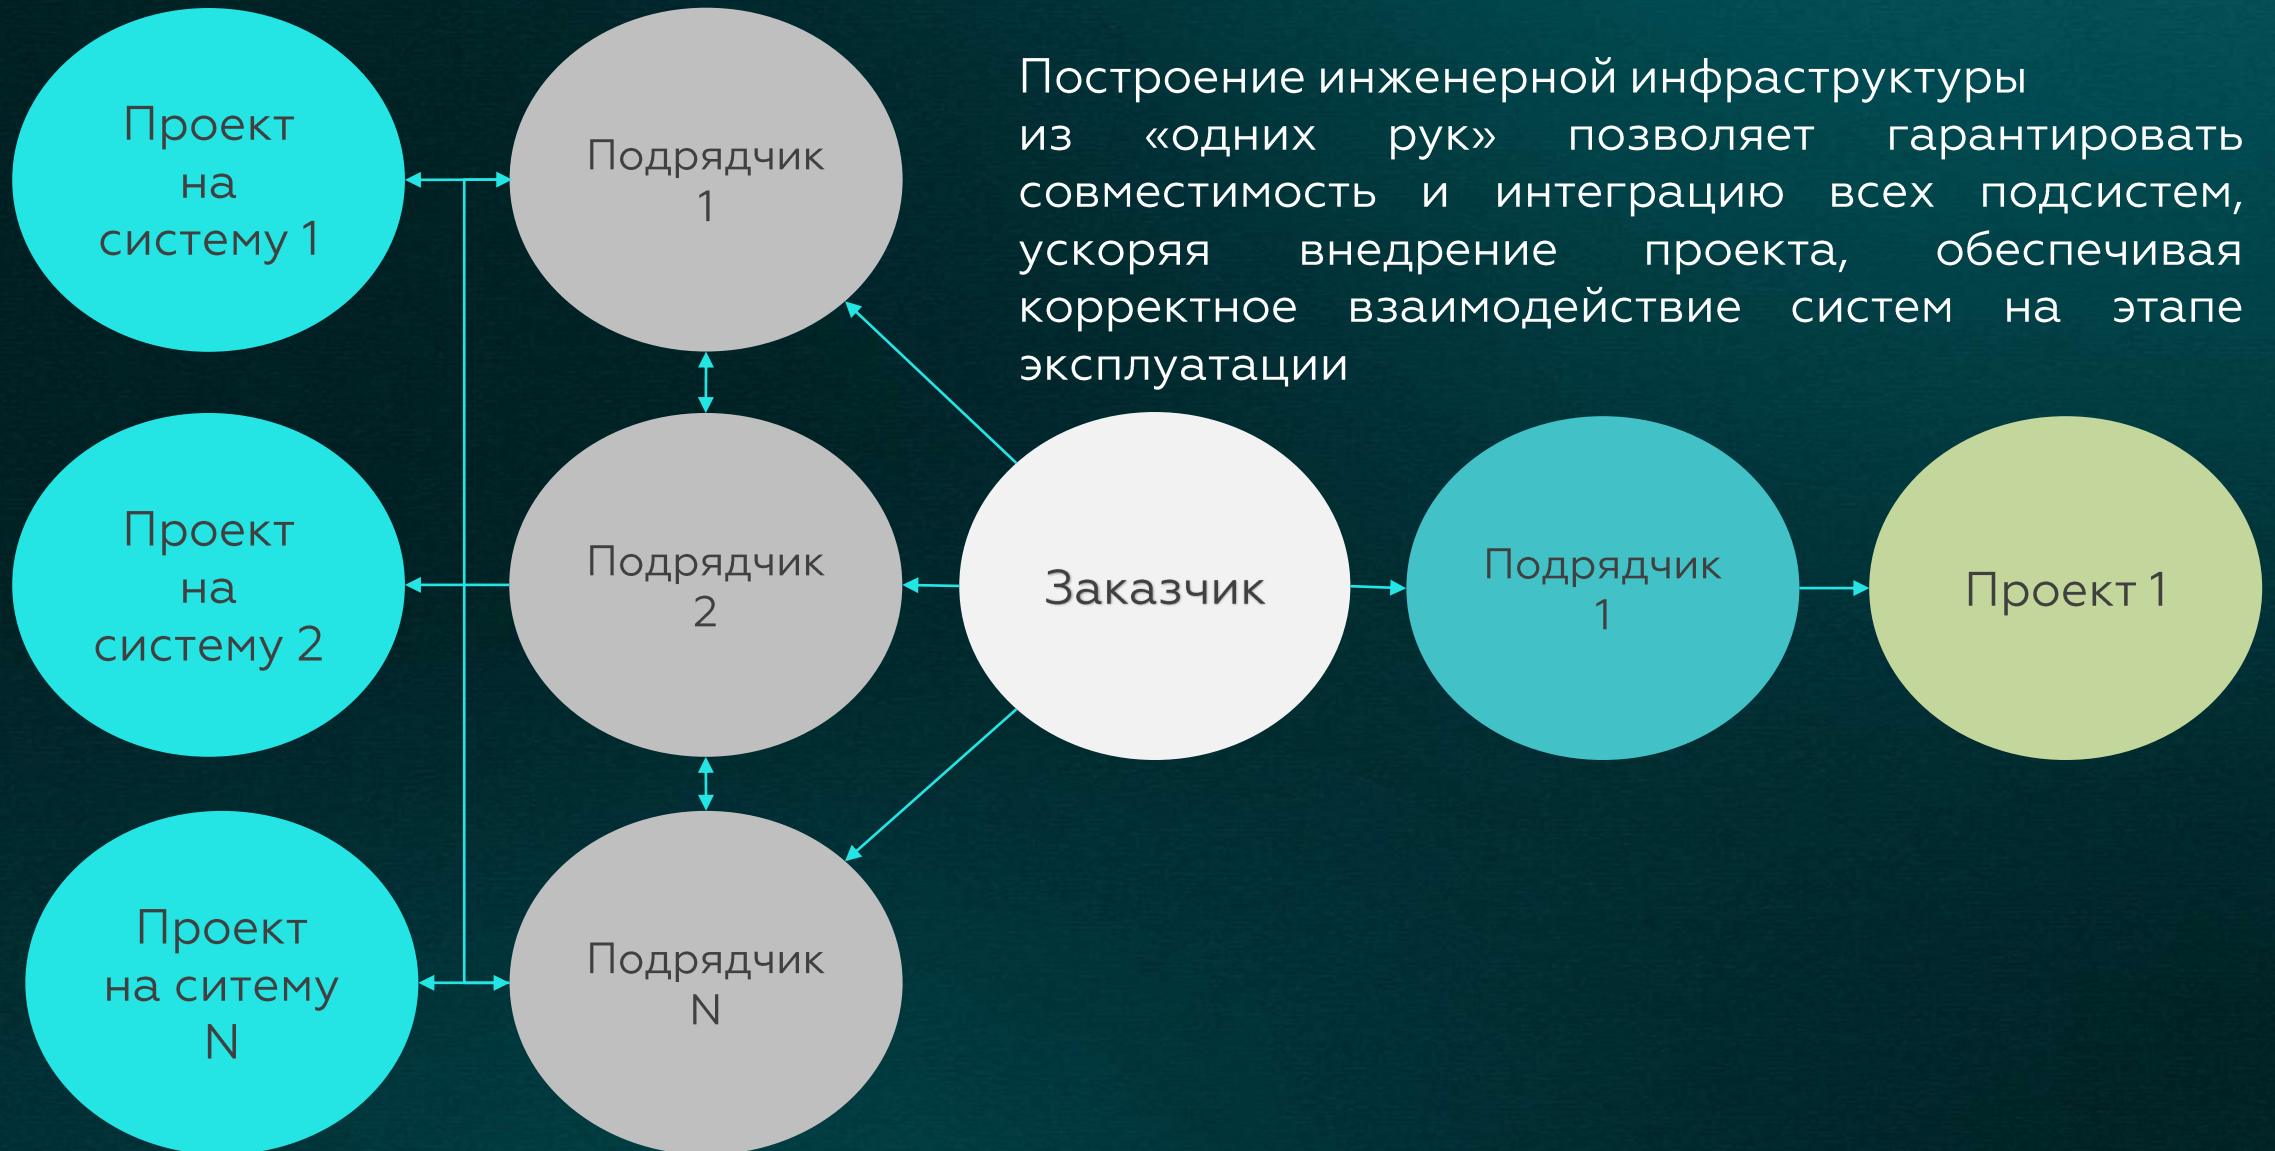 Проект
на
систему 1
Подрядчик
1
Построение инженерной инфраструктуры
из «одних рук» позволяет гарантировать
совместимость и интеграцию всех подсистем,
ускоряя внедрение проекта, обеспечивая
корректное взаимодействие систем на этапе
эксплуатации
Проект
на
систему 2
Подрядчик
2
Заказчик
Подрядчик
1
Проект 1
Проект
на ситему
N
Подрядчик
N